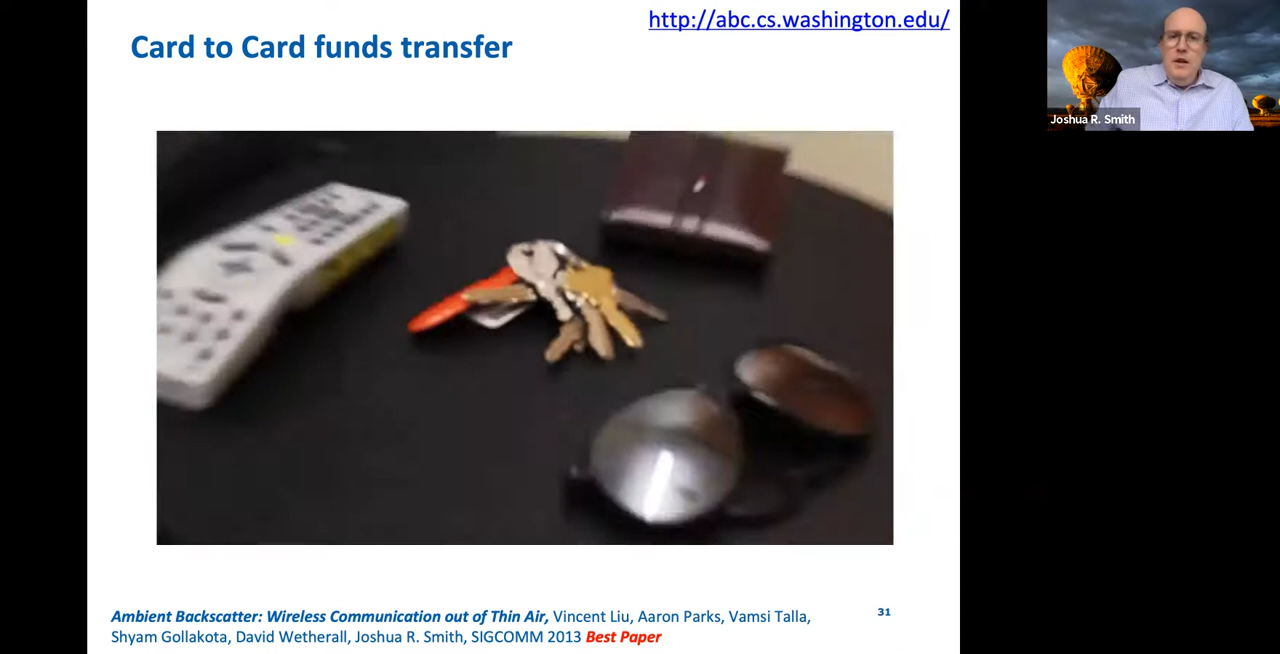 http://abc.cs.washington.edu/
Card to Card funds transfer
Joshua R. Smith
Ambient Backscatter: Wireless Communication out of Thin Air, Vincent Liu, Aaron Parks, Vamsi Talla,
Shyam Gollakota, David Wetherall, Joshua R. Smith, SIGCOMM 2013 Best Paper
31